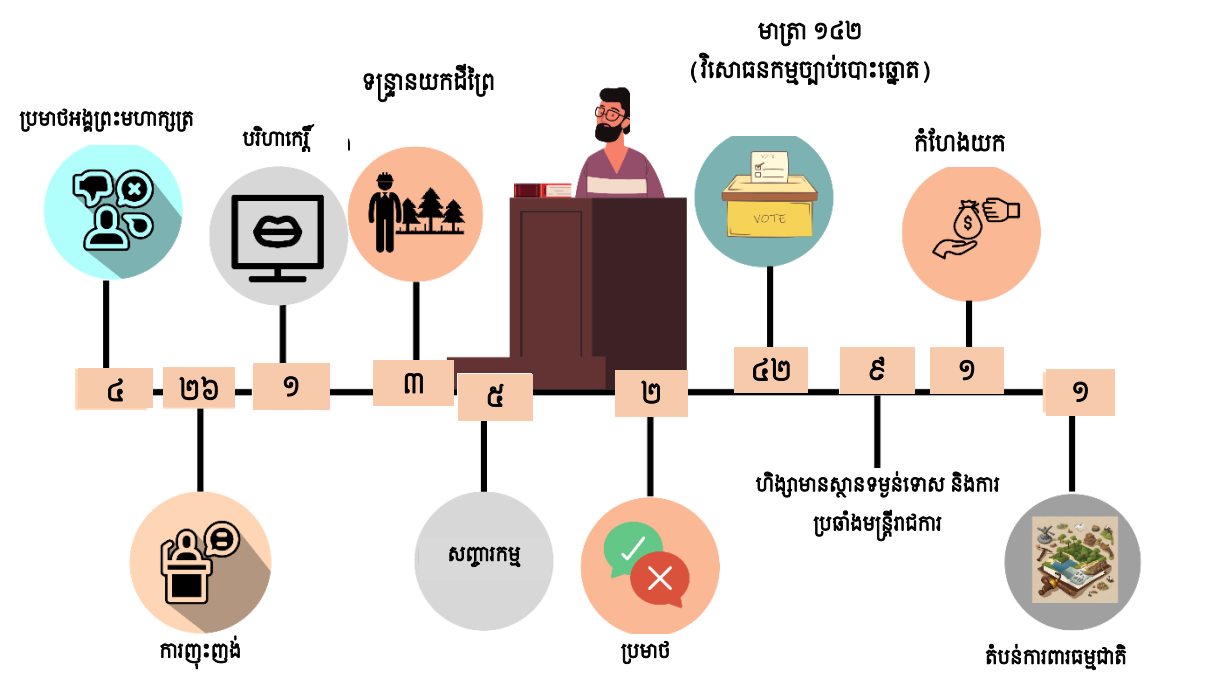 មាត្រា ១៤២
(វិសោធនកម្មច្បាប់បោះឆ្នោត)
ទន្ទ្រានយកដីព្រៃ
ប្រមាថអង្គព្រះមហាក្សត្រ
បរិហាកេរ្តិ៍
កំហែងយក
VOTE
VOTE
$
៤
២៦
១
៣
៥
២
៤២
៩
១
១
ហិង្សាមានស្ថានទម្ងន់ទោស និងការ
ប្រឆាំងមន្ត្រីរាជការ
សញ្ចារកម្ម
ការញុះញង់
ប្រមាថ
តំបន់ការពារធម្មជាតិ